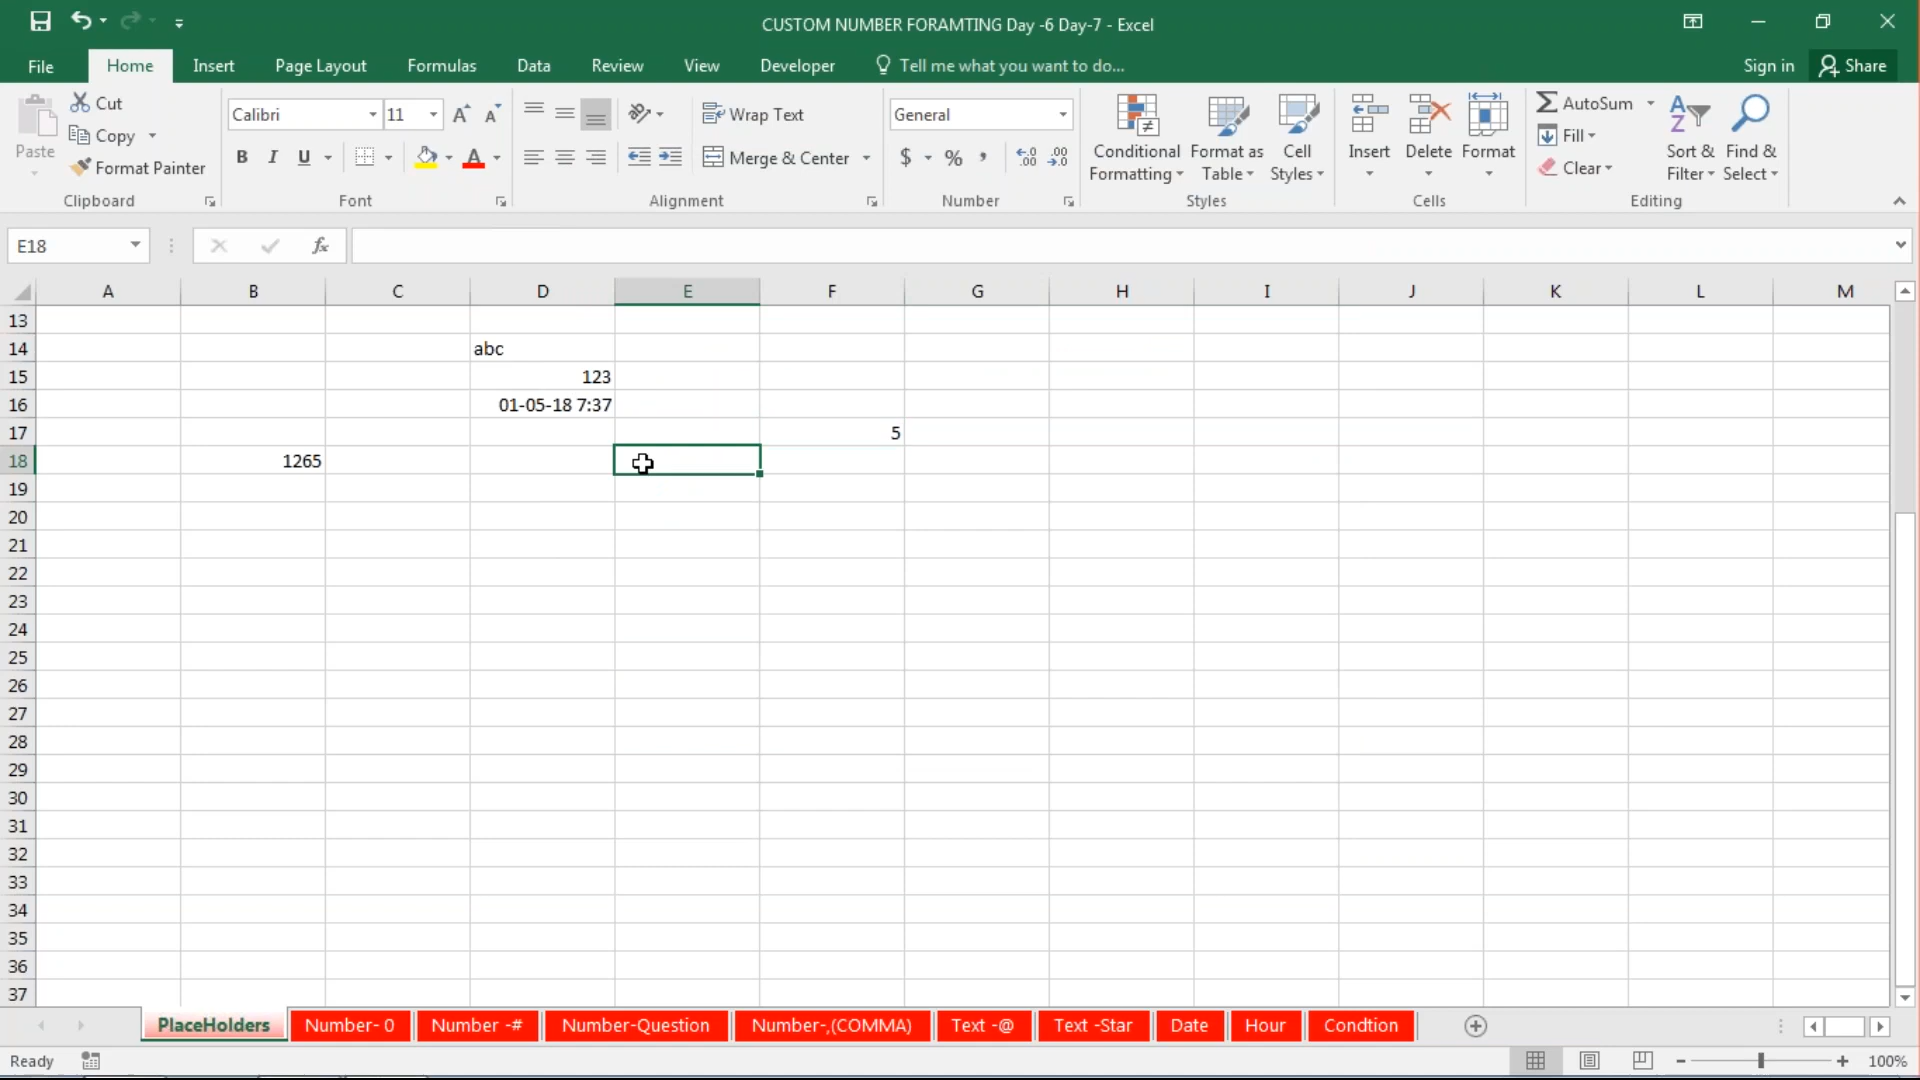 CUSTOM NUMBER FORAMTING Day -6 Day-7 - Excel
File Home Insert Page Layout Formulas Data Review View Developer Tell me what you want to do... Sign in Share
Paste
Cut
Copy
Format Painter
Clipboard
Calibri 11
B I U A
Font
Wrap Text
Merge & Center
Alignment
General
$ % ,
Number
Conditional Formatting
Format as Table
Cell Styles
Styles
Insert Delete Format
Cells
AutoSum
Fill
Clear
Sort & Filter
Find & Select
Editing
E18 fx
A B C D E F G H I J K L M
13
14 abc
15 123
16 01-05-18 7:37
17 5
18 1265
19
20
21
22
23
24
25
26
27
28
29
30
31
32
33
34
35
36
37
PlaceHolders Number- 0 Number -# Number-Question Number-,(COMMA) Text -@ Text -Star Date Hour Condtion
Ready 100%